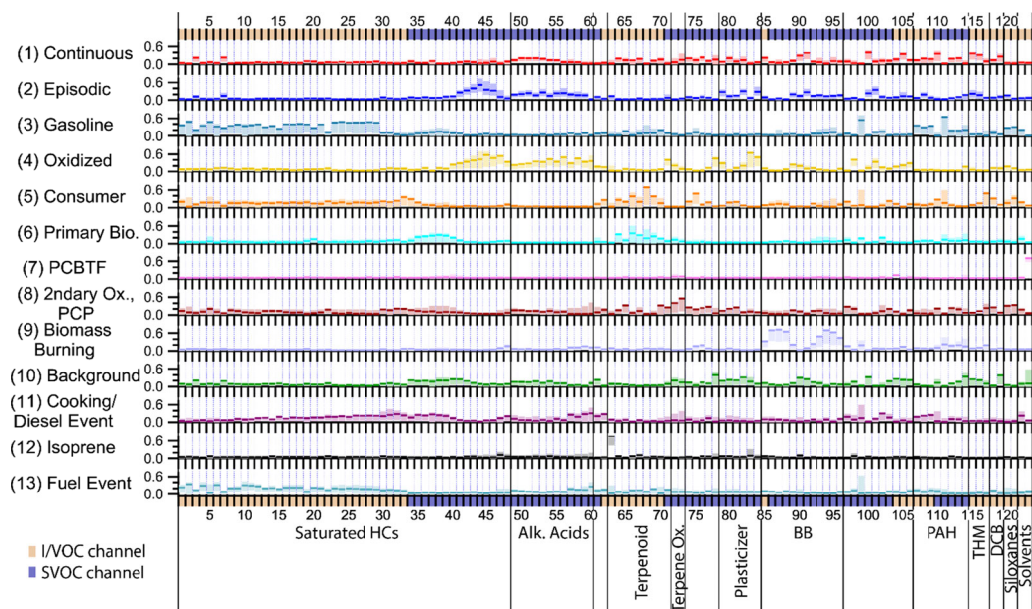 5 10 15 20 25 30 35 40 45 50 55 60 65 70 75 80 85 90 95 100 105 110 115 120
(1) Continuous 0.6 0.0
(2) Episodic 0.6 0.0
(3) Gasoline 0.6 0.0
(4) Oxidized 0.6 0.0
(5) Consumer 0.6 0.0
(6) Primary Bio. 0.6 0.0
(7) PCBTF 0.6 0.0
(8) 2ndary Ox., 0.6
PCP 0.0
(9) Biomass 0.6
Burning 0.0
(10) Background 0.6 0.0
(11) Cooking/ 0.6
Diesel Event 0.0
(12) Isoprene 0.6 0.0
(13) Fuel Event 0.6 0.0
5 10 15 20 25 30 35 40 45 50 55 60 65 70 75 80 85 90 95 100 105 110 115 120
Saturated HCs
Alk. Acids
Terpenoid
Terpene Ox.
Plasticizer
BB
PAH
THM
DCB
Siloxanes
Solvents
I/VOC channel
SVOC channel